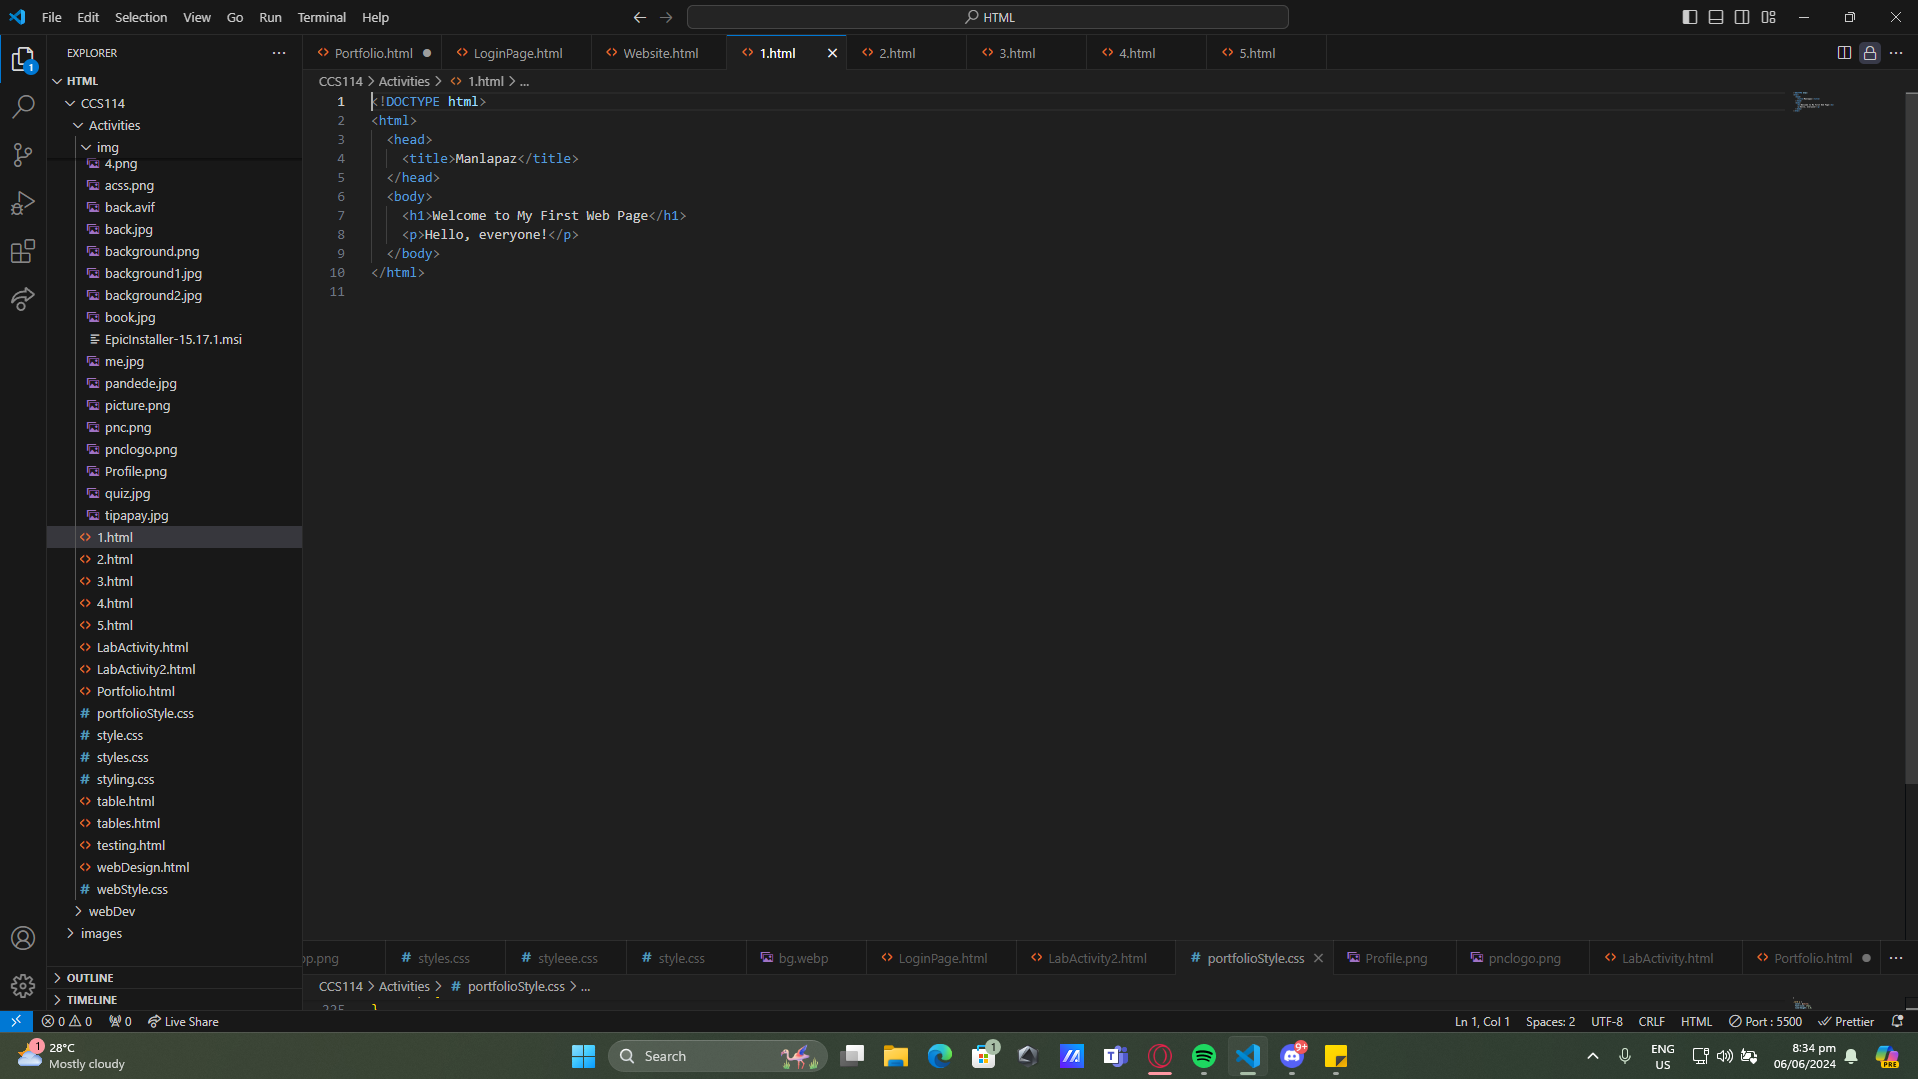 File Edit Selection View Go Run Terminal Help
HTML
EXPLORER
1
HTML
CCS114
Activities
img
4.png
acss.png
back.avif
back.jpg
background.png
background1.jpg
background2.jpg
book.jpg
EpicInstaller-15.17.1.msi
me.jpg
pandede.jpg
picture.png
pnc.png
pnclogo.png
Profile.png
quiz.jpg
tipapay.jpg
1.html
2.html
3.html
4.html
5.html
LabActivity.html
LabActivity2.html
Portfolio.html
portfolioStyle.css
style.css
styles.css
styling.css
table.html
tables.html
testing.html
webDesign.html
webStyle.css
webDev
images
OUTLINE
TIMELINE
Portfolio.html LoginPage.html Website.html 1.html 2.html 3.html 4.html 5.html
CCS114 > Activities > 1.html > ...
1 <!DOCTYPE html>
2 <html>
3 <head>
4 <title>Manlapaz</title>
5 </head>
6 <body>
7 <h1>Welcome to My First Web Page</h1>
8 <p>Hello, everyone!</p>
9 </body>
10 </html>
11
op.png styles.css styleee.css style.css bg.webp LoginPage.html LabActivity2.html portfolioStyle.css Profile.png pnclogo.png LabActivity.html Portfolio.html
CCS114 > Activities > portfolioStyle.css > ...
225 }
0 0 0 Live Share Ln 1, Col 1 Spaces: 2 UTF-8 CRLF HTML Port : 5500 Prettier
1
28°C
Mostly cloudy
Search
1
9+
PRE
ENG
US
8:34 pm
06/06/2024